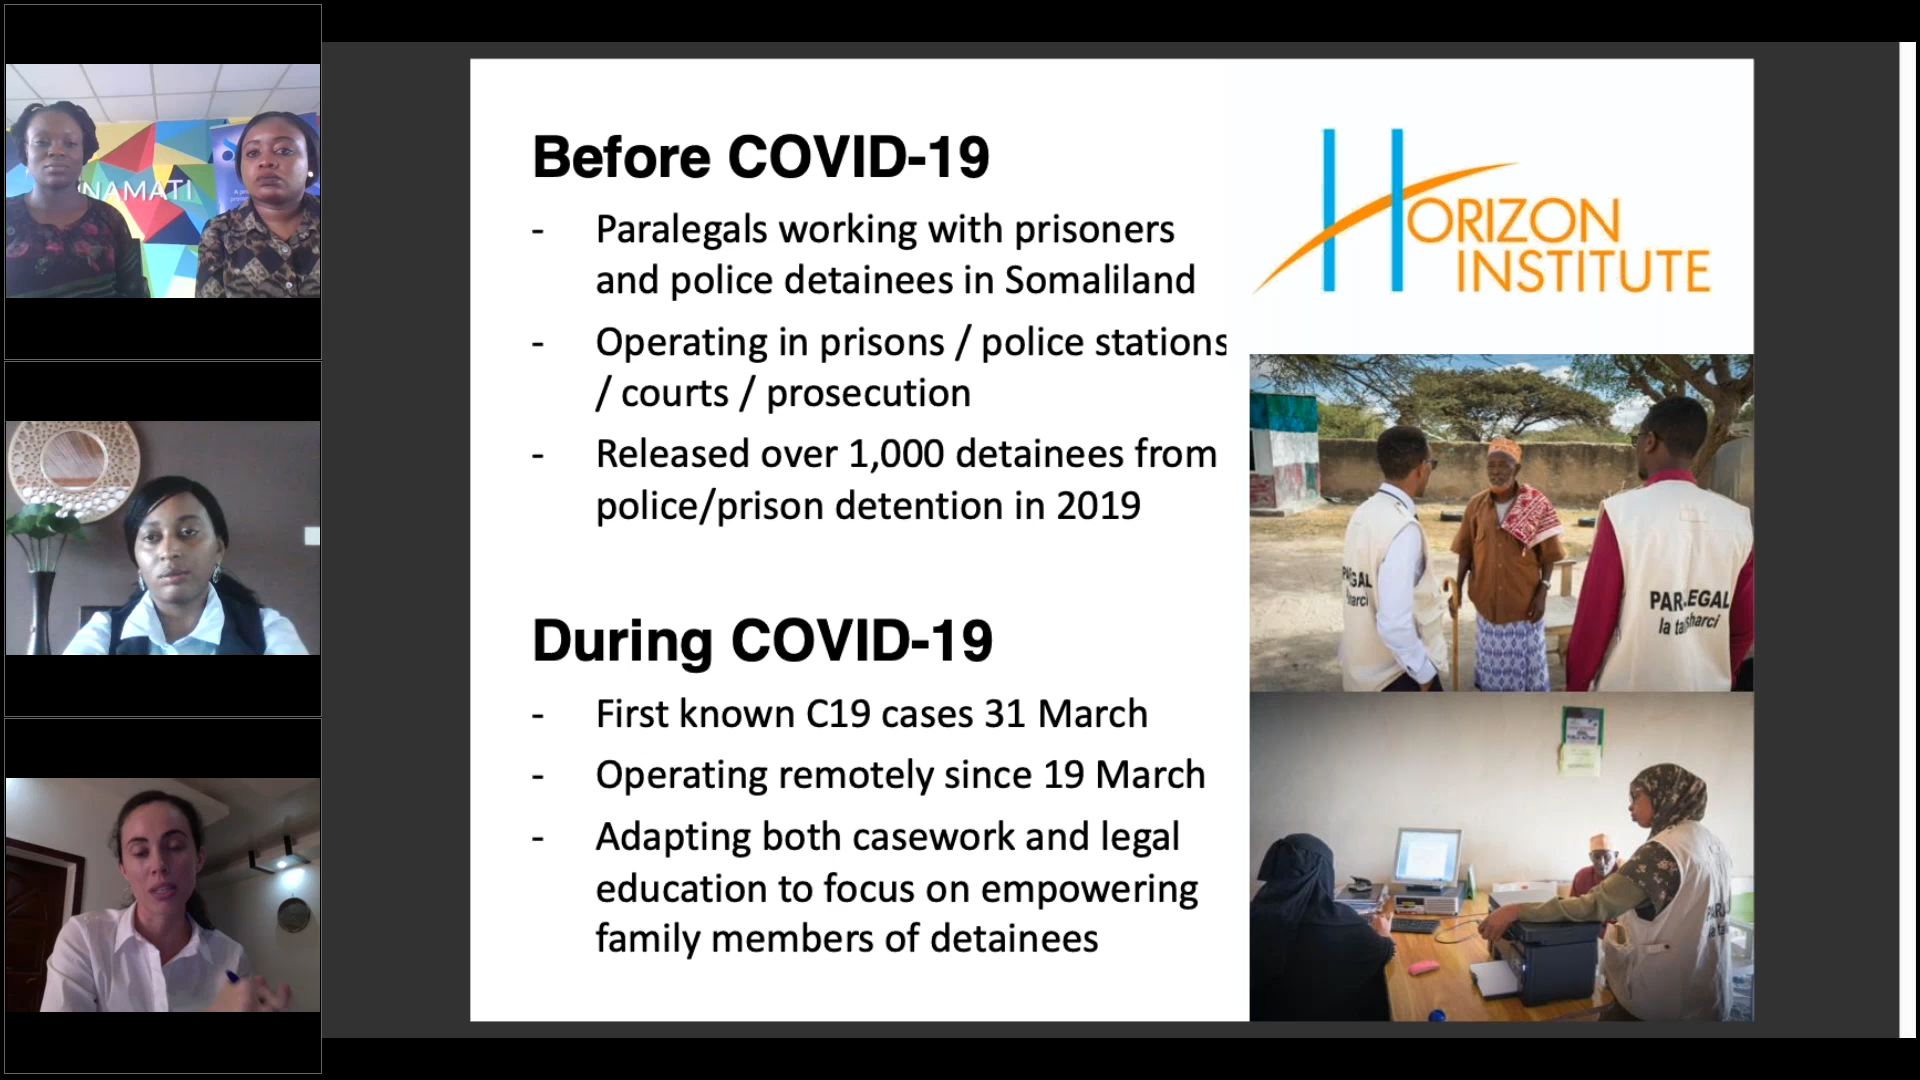 NAMATI
Before COVID-19
- Paralegals working with prisoners
and police detainees in Somaliland
- Operating in prisons / police stations
/ courts / prosecution
- Released over 1,000 detainees from
police/prison detention in 2019
During COVID-19
- First known C19 cases 31 March
- Operating remotely since 19 March
- Adapting both casework and legal
education to focus on empowering
family members of detainees
HORIZON
INSTITUTE
PARALEGAL